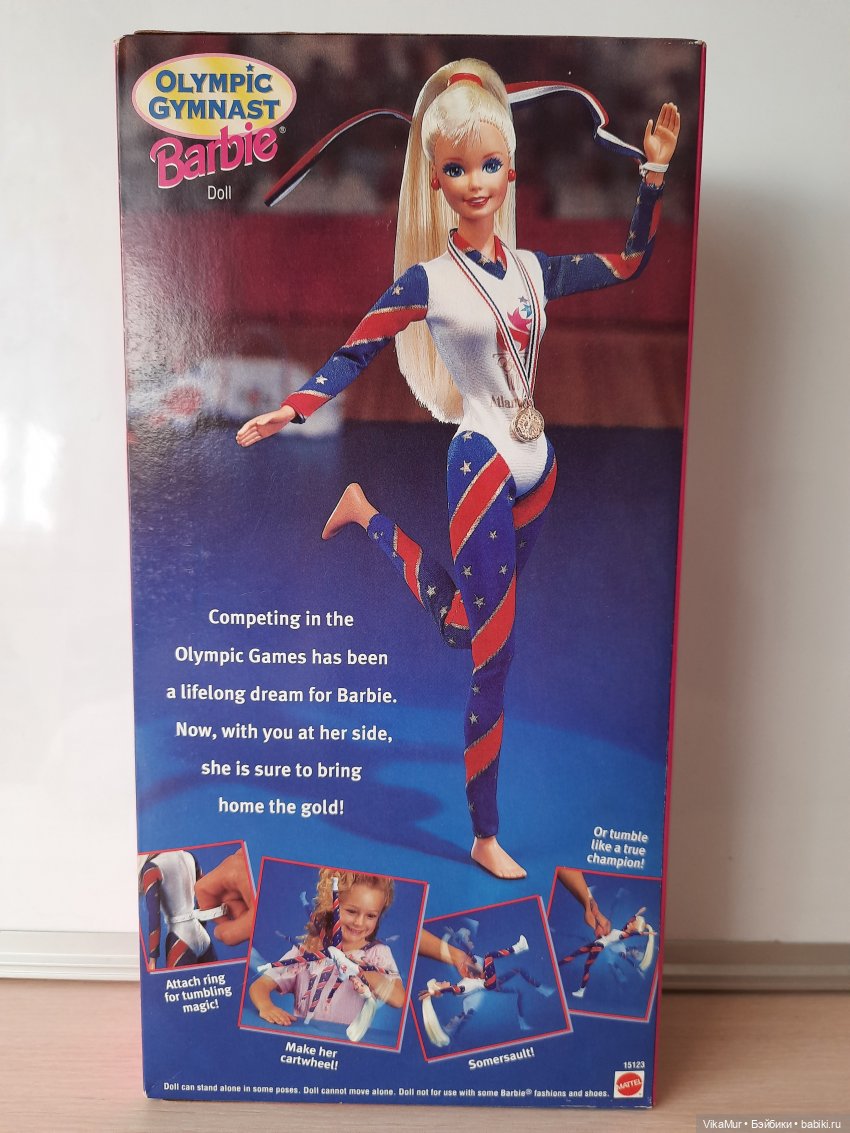 OLYMPIC
GYMNAST
Barbie®
Doll
Competing in the
Olympic Games has been
a lifelong dream for Barbie.
Now, with you at her side,
she is sure to bring
home the gold!
Or tumble
like a true
champion!
Attach ring
for tumbling
magic!
Make her
cartwheel!
Somersault!
15123
MATTEL
Doll can stand alone in some poses. Doll cannot move alone. Doll not for use with some Barbie® fashions and shoes.
VikaMur • Бэйбики • babiki.ru